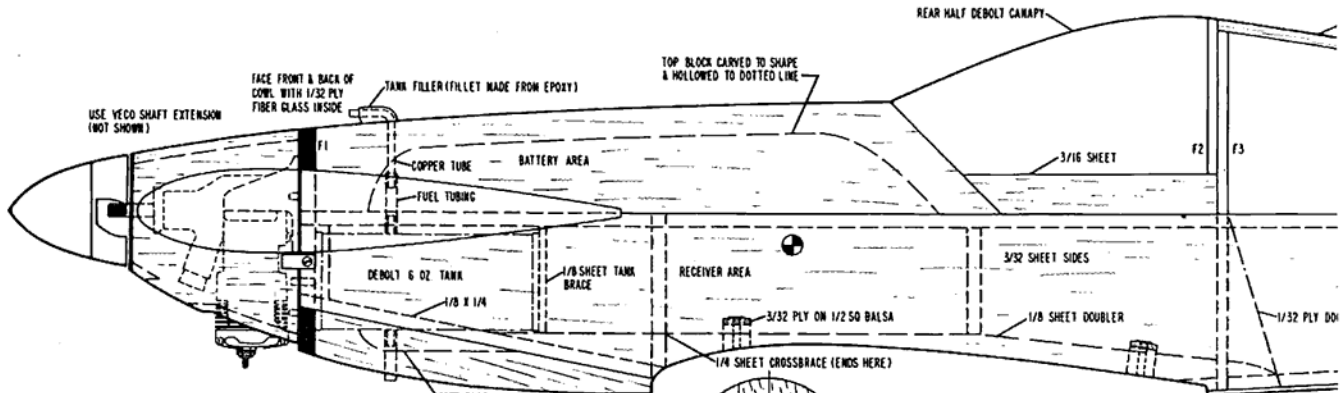 REAR HALF DEBOLT CANAPY
FACE FRONT & BACK OF
COWL WITH 1/32 PLY
FIBER GLASS INSIDE
TANK FILLER (FILLET MADE FROM EPOXY)
TOP BLOCK CARVED TO SHAPE
& HOLLOWED TO DOTTED LINE
USE VECO SHAFT EXTENSION
(NOT SHOWN)
F1
COPPER TUBE
BATTERY AREA
FUEL TUBING
3/16 SHEET
F2
F3
DEBOLT 6 OZ TANK
1/8 SHEET TANK
BRACE
RECEIVER AREA
3/32 SHEET SIDES
1/8 X 1/4
3/32 PLY ON 1/2 SQ BALSA
1/8 SHEET DOUBLER
1/32 PLY
1/4 SHEET CROSSBRACE (ENDS HERE)